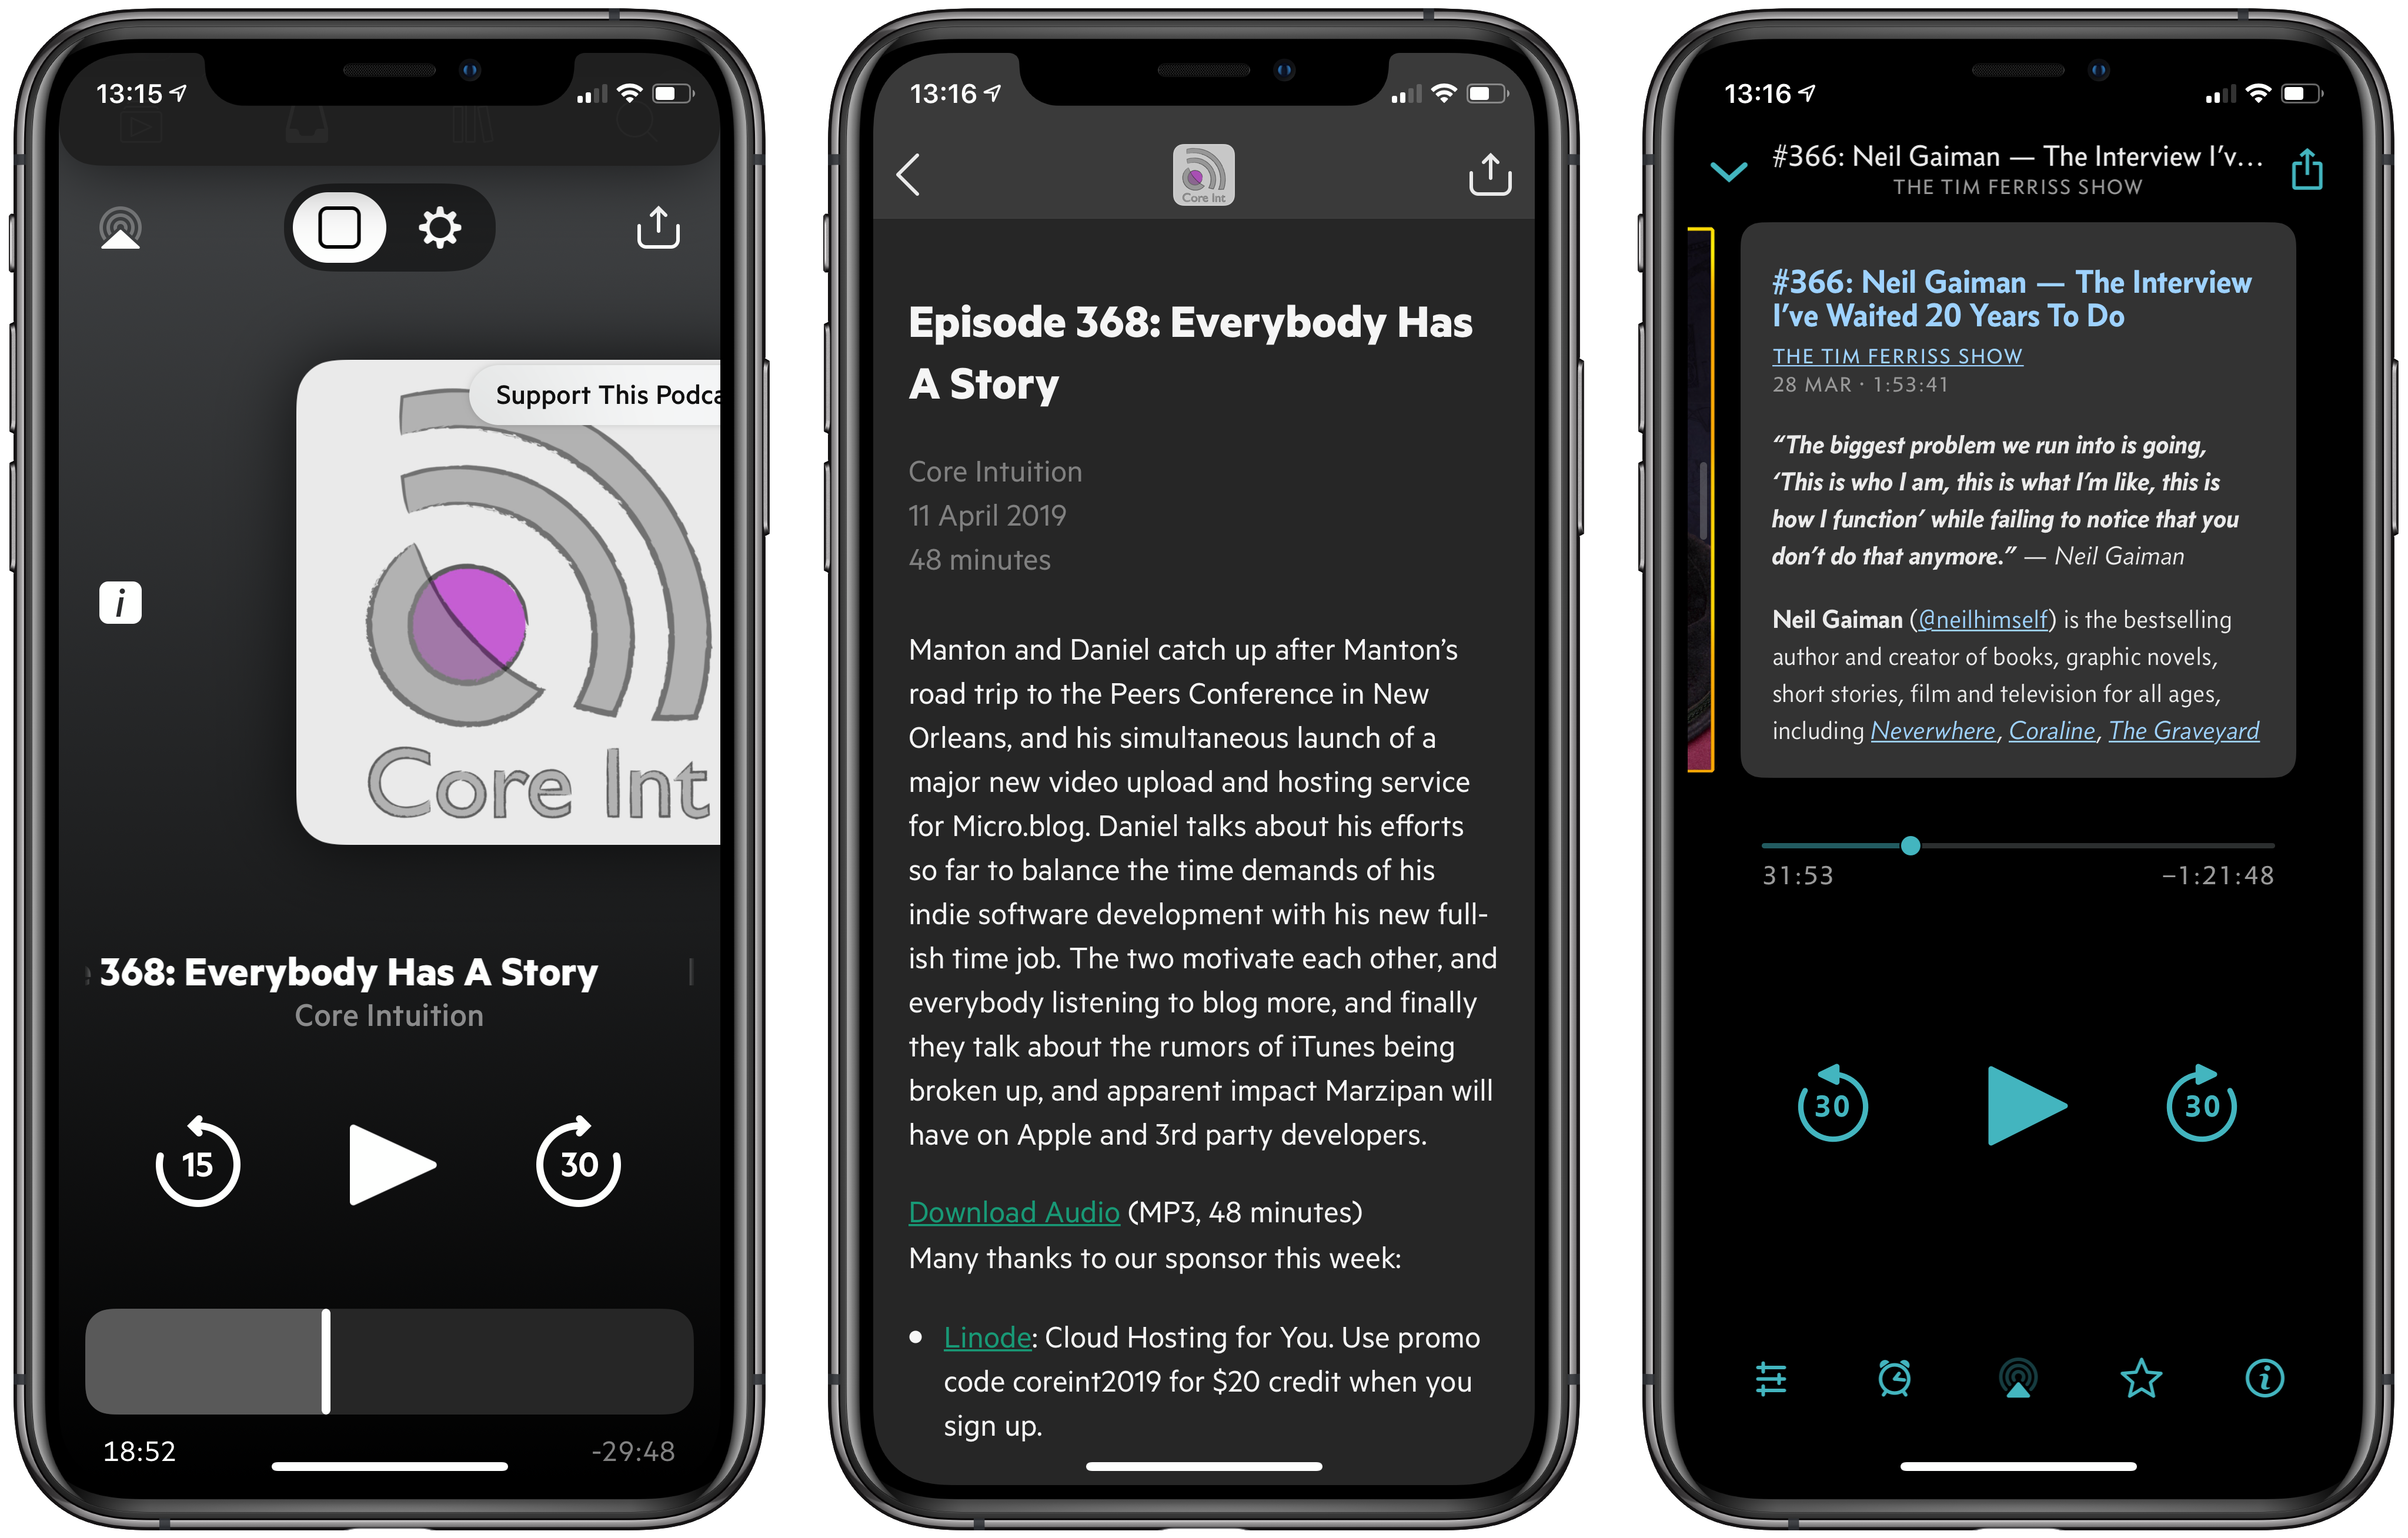 13:15
Support This Podca
Core Int
368: Everybody Has A Story
Core Intuition
15
30
18:52
-29:48
13:16
Core Int
Episode 368: Everybody Has
A Story
Core Intuition
11 April 2019
48 minutes
Manton and Daniel catch up after Manton’s
road trip to the Peers Conference in New
Orleans, and his simultaneous launch of a
major new video upload and hosting service
for Micro.blog. Daniel talks about his efforts
so far to balance the time demands of his
indie software development with his new full-
ish time job. The two motivate each other, and
everybody listening to blog more, and finally
they talk about the rumors of iTunes being
broken up, and apparent impact Marzipan will
have on Apple and 3rd party developers.
Download Audio (MP3, 48 minutes)
Many thanks to our sponsor this week:
• Linode: Cloud Hosting for You. Use promo
code coreint2019 for $20 credit when you
sign up.
13:16
#366: Neil Gaiman — The Interview I’v…
THE TIM FERRISS SHOW
#366: Neil Gaiman — The Interview
I’ve Waited 20 Years To Do
THE TIM FERRISS SHOW
28 MAR · 1:53:41
“The biggest problem we run into is going,
‘This is who I am, this is what I’m like, this is
how I function’ while failing to notice that you
don’t do that anymore.” — Neil Gaiman
Neil Gaiman (@neilhimself) is the bestselling
author and creator of books, graphic novels,
short stories, film and television for all ages,
including Neverwhere, Coraline, The Graveyard
31:53
−1:21:48
30
30